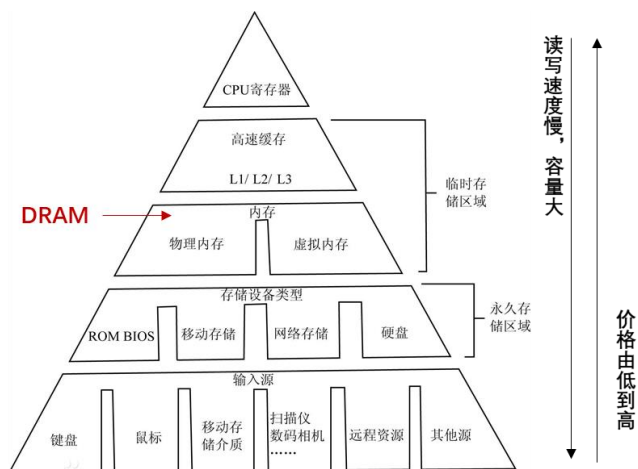 CPU寄存器
高速缓存
L1/ L2/ L3
临时存
储区域
DRAM
内存
物理内存
虚拟内存
存储设备类型
ROM BIOS
移动存储
网络存储
硬盘
永久存
储区域
输入源
键盘
鼠标
移动存
储介质
扫描仪
数码相机
……
远程资源
其他源
读写速度慢，容量大
价格由低到高